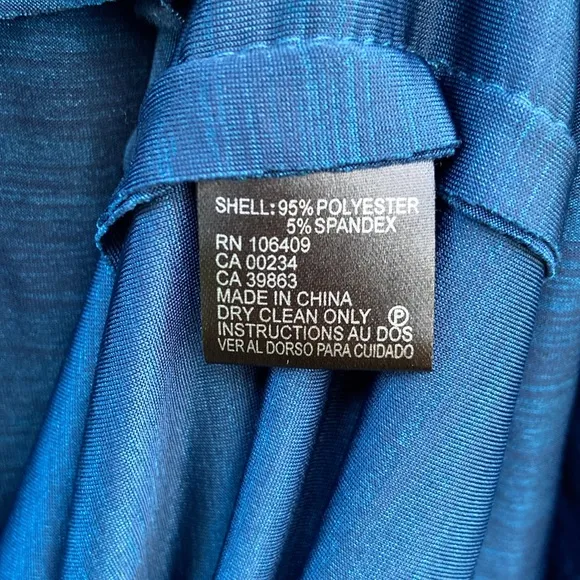 SHELL: 95% POLYESTER
5% SPANDEX
RN 106409
CA 00234
CA 39863
MADE IN CHINA
DRY CLEAN ONLY Ⓟ
INSTRUCTIONS AU DOS
VER AL DORSO PARA CUIDADO